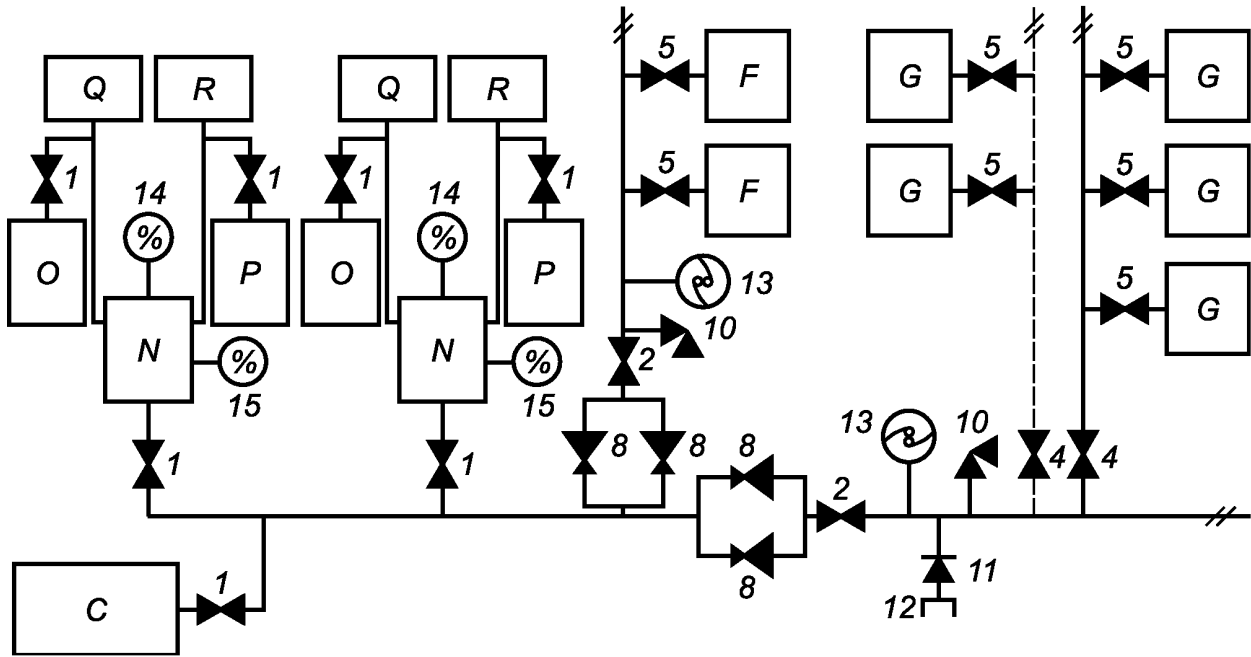 Q R Q R 5 F G 5 5 G
1 14 1 1 14 1 5 F G 5 5 G
O % P O % P
13 5 G
N % N % 10
15 15 2
1 1 8 8 8 2 13 10 4 4
8 11
C 1 12